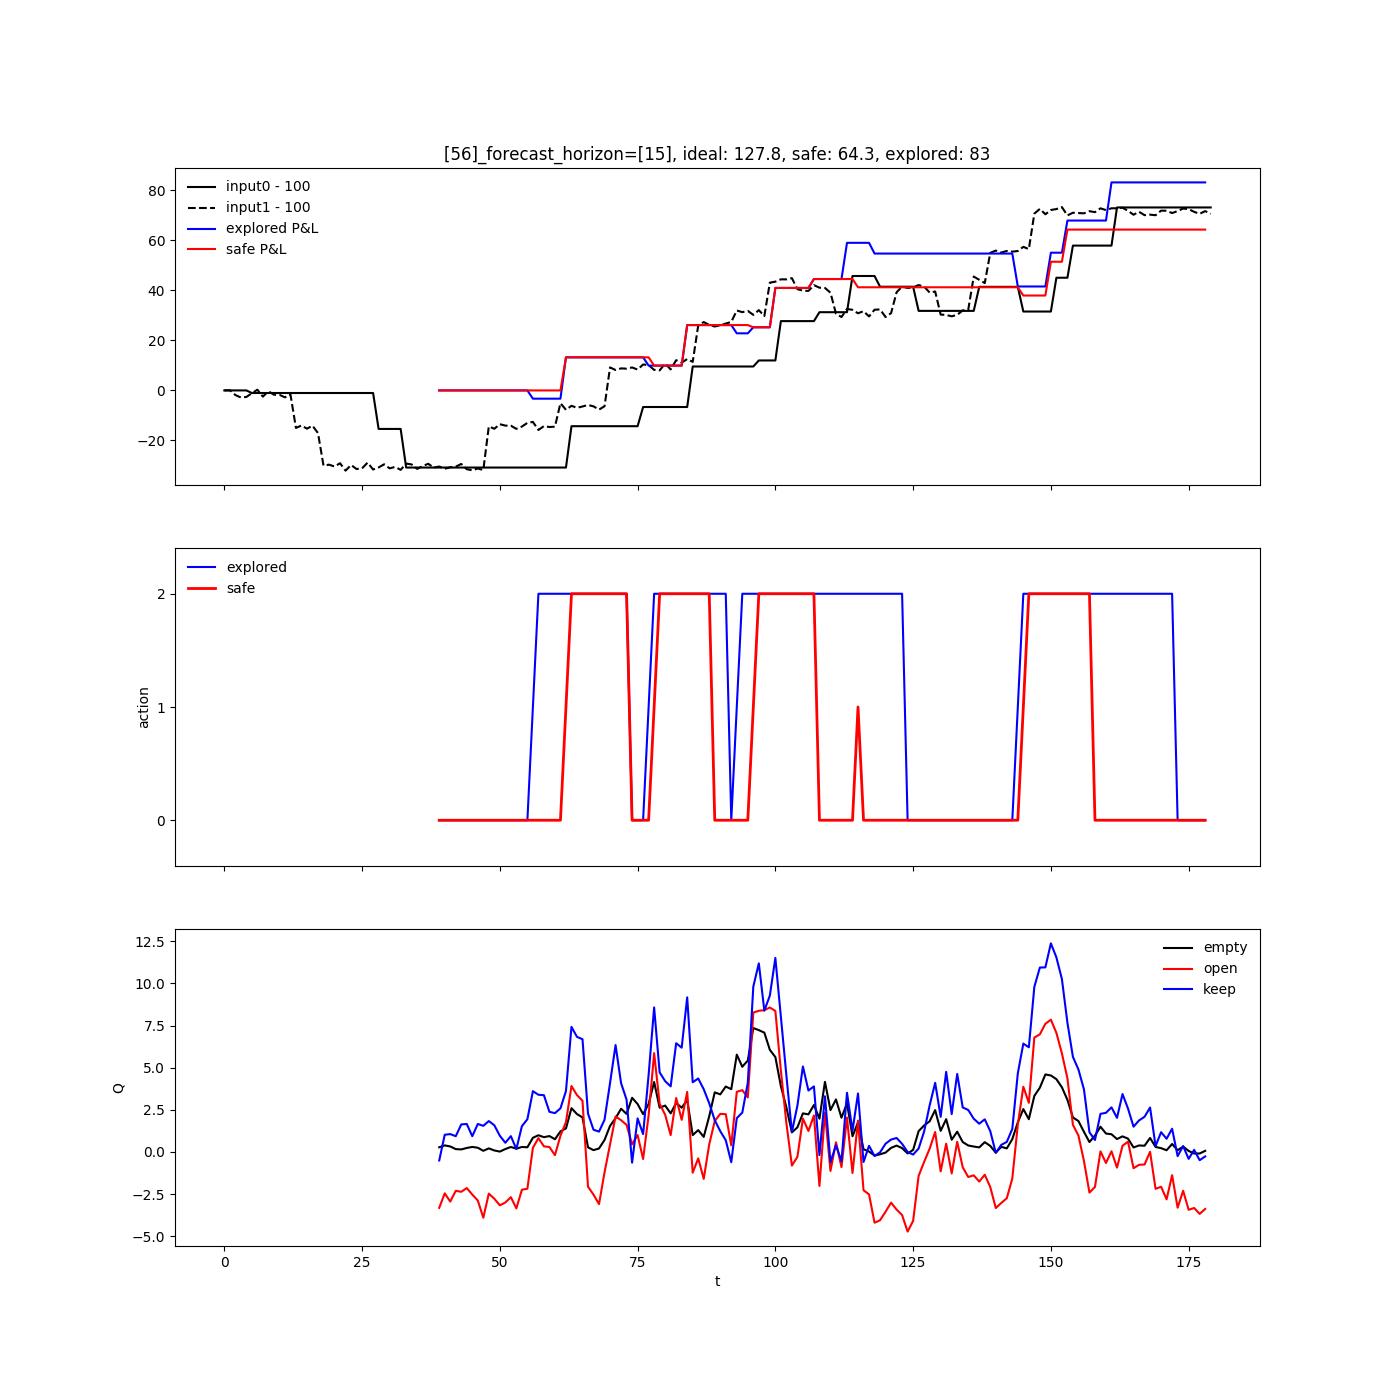 [56]_forecast_horizon=[15], ideal: 127.8, safe: 64.3, explored: 83
input0 - 100
input1 - 100
explored P&L
safe P&L
80
60
40
20
0
−20
explored
safe
action
2
1
0
empty
open
keep
Q
12.5
10.0
7.5
5.0
2.5
0.0
−2.5
−5.0
0 25 50 75 100 125 150 175
t